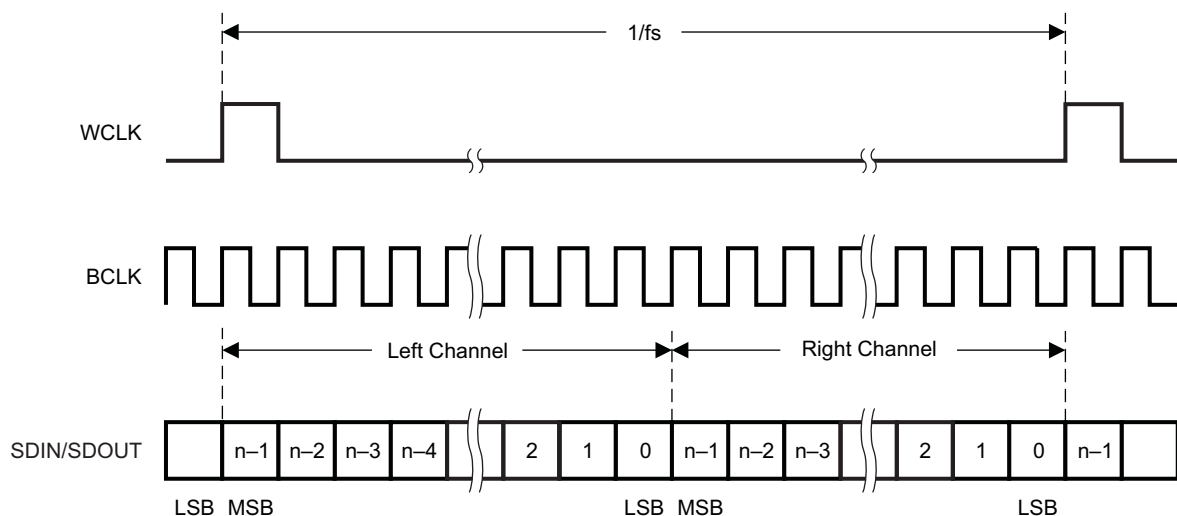 1/fs
WCLK
BCLK
Left Channel Right Channel
SDIN/SDOUT n–1 n–2 n–3 n–4 2 1 0 n–1 n–2 n–3 2 1 0 n–1
LSB MSB LSB MSB LSB